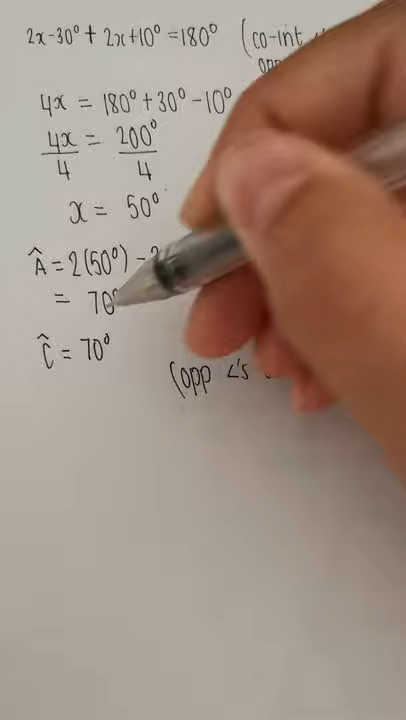 2x-30° + 2x+10° = 180° (co-int
opp
4x = 180° + 30° - 10°
4x/4 = 200°/4
x = 50°
Â = 2(50°) -
= 70°
Ĉ = 70°
(opp ∠'s